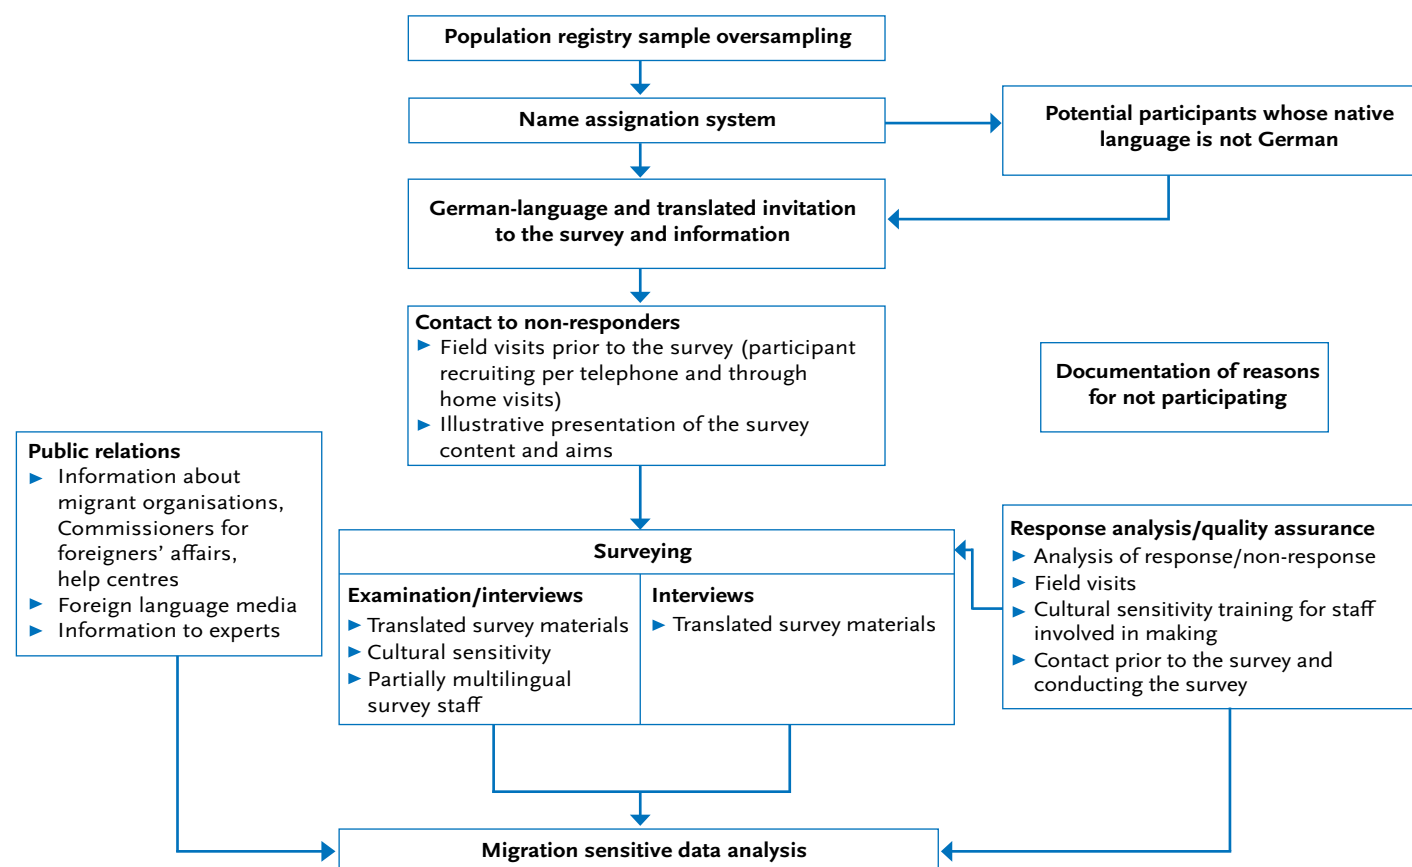 Population registry sample oversampling
Name assignation system
Potential participants whose native
language is not German
German-language and translated invitation
to the survey and information
Contact to non-responders
► Field visits prior to the survey (participant
recruiting per telephone and through
home visits)
► Illustrative presentation of the survey
content and aims
Documentation of reasons
for not participating
Public relations
► Information about
migrant organisations,
Commissioners for
foreigners’ affairs,
help centres
► Foreign language media
► Information to experts
Surveying
Examination/interviews
► Translated survey materials
► Cultural sensitivity
► Partially multilingual
survey staff
Interviews
► Translated survey materials
Response analysis/quality assurance
► Analysis of response/non-response
► Field visits
► Cultural sensitivity training for staff
involved in making
► Contact prior to the survey and
conducting the survey
Migration sensitive data analysis